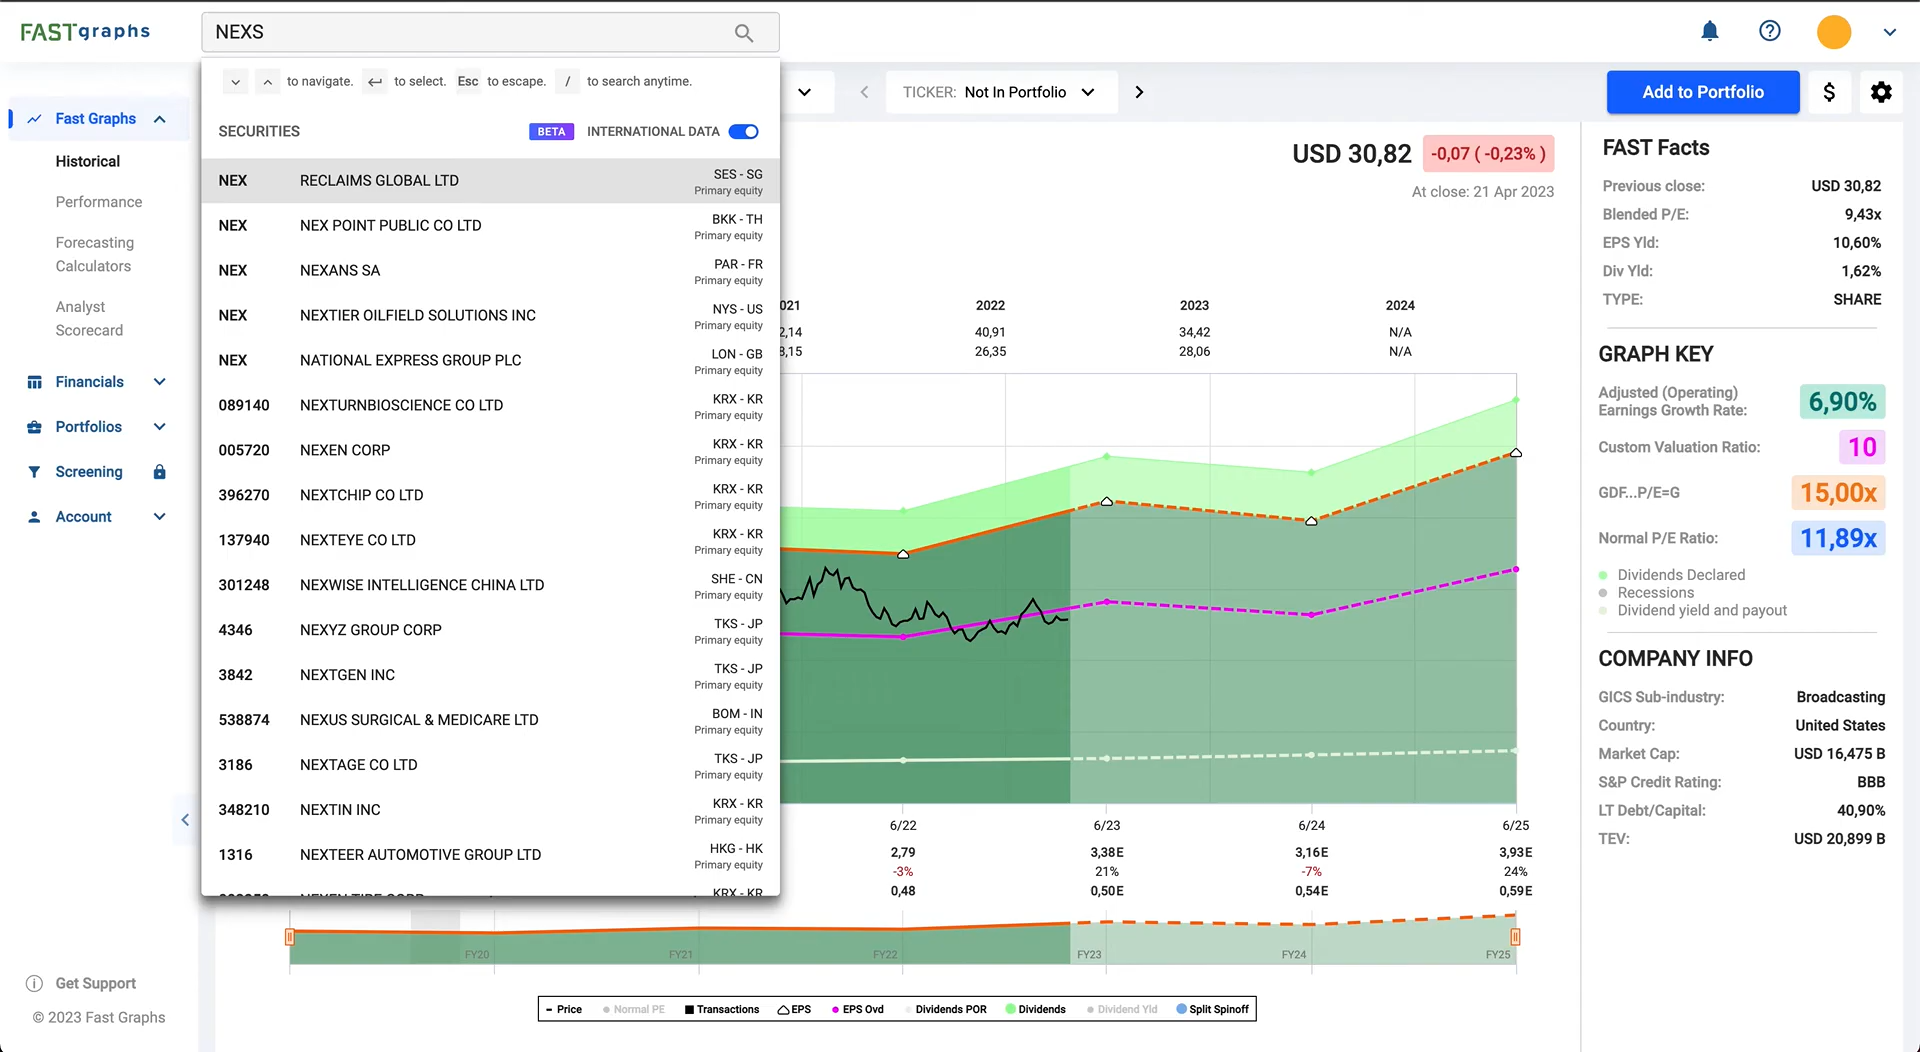 FAST graphs
NEXS
to navigate. to select. Esc to escape. / to search anytime.
SECURITIES BETA INTERNATIONAL DATA
NEX RECLAIMS GLOBAL LTD SES - SG
Primary equity
NEX NEX POINT PUBLIC CO LTD BKK - TH
Primary equity
NEX NEXANS SA PAR - FR
Primary equity
NEX NEXTIER OILFIELD SOLUTIONS INC NYS - US
Primary equity
NEX NATIONAL EXPRESS GROUP PLC LON - GB
Primary equity
089140 NEXTURNBIOSCIENCE CO LTD KRX - KR
Primary equity
005720 NEXEN CORP KRX - KR
Primary equity
396270 NEXTCHIP CO LTD KRX - KR
Primary equity
137940 NEXTEYE CO LTD KRX - KR
Primary equity
301248 NEXWISE INTELLIGENCE CHINA LTD SHE - CN
Primary equity
4346 NEXYZ GROUP CORP TKS - JP
Primary equity
3842 NEXTGEN INC TKS - JP
Primary equity
538874 NEXUS SURGICAL & MEDICARE LTD BOM - IN
Primary equity
3186 NEXTAGE CO LTD TKS - JP
Primary equity
348210 NEXTIN INC KRX - KR
Primary equity
1316 NEXTEER AUTOMOTIVE GROUP LTD HKG - HK
Primary equity
NEXEN TIRE CORP KRX - KR
Fast Graphs
Historical
Performance
Forecasting
Calculators
Analyst
Scorecard
Financials
Portfolios
Screening
Account
Get Support
© 2023 Fast Graphs
TICKER: Not In Portfolio
Add to Portfolio $
USD 30,82 -0,07 ( -0,23% )
At close: 21 Apr 2023
021 2022 2023 2024
2,14 40,91 34,42 N/A
8,15 26,35 28,06 N/A
6/22 6/23 6/24 6/25
2,79 3,38E 3,16E 3,93E
-3% 21% -7% 24%
0,48 0,50E 0,54E 0,59E
FY20 FY21 FY22 FY23 FY24 FY25
Price Normal PE Transactions EPS EPS Ovd Dividends POR Dividends Dividend Yld Split Spinoff
FAST Facts
Previous close: USD 30,82
Blended P/E: 9,43x
EPS Yld: 10,60%
Div Yld: 1,62%
TYPE: SHARE
GRAPH KEY
Adjusted (Operating)
Earnings Growth Rate: 6,90%
Custom Valuation Ratio: 10
GDF...P/E=G 15,00x
Normal P/E Ratio: 11,89x
Dividends Declared
Recessions
Dividend yield and payout
COMPANY INFO
GICS Sub-industry: Broadcasting
Country: United States
Market Cap: USD 16,475 B
S&P Credit Rating: BBB
LT Debt/Capital: 40,90%
TEV: USD 20,899 B